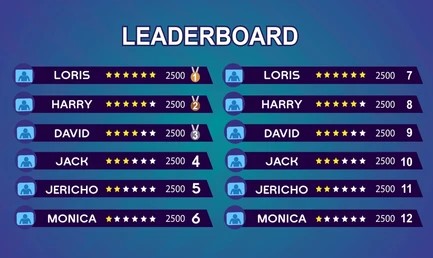 LEADERBOARD
LORIS 2500 1
HARRY 2500 2
DAVID 2500 3
JACK 2500 4
JERICHO 2500 5
MONICA 2500 6
LORIS 2500 7
HARRY 2500 8
DAVID 2500 9
JACK 2500 10
JERICHO 2500 11
MONICA 2500 12